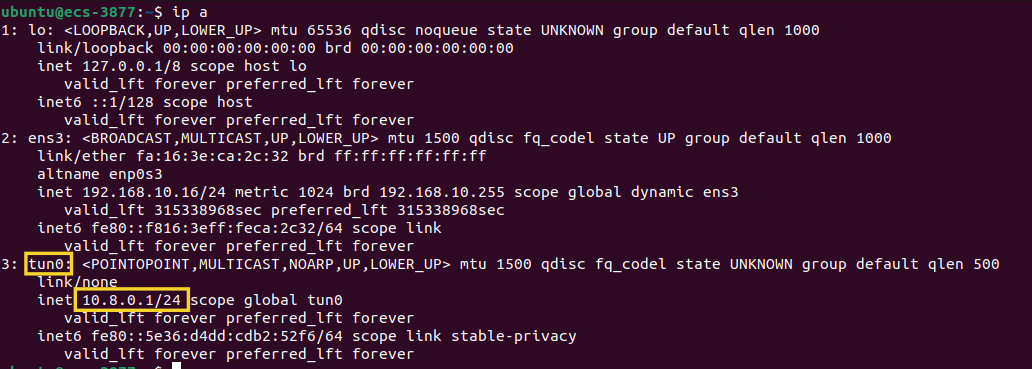 ubuntu@ecs-3877:~$ ip a
1: lo: <LOOPBACK,UP,LOWER_UP> mtu 65536 qdisc noqueue state UNKNOWN group default qlen 1000
    link/loopback 00:00:00:00:00:00 brd 00:00:00:00:00:00
    inet 127.0.0.1/8 scope host lo
       valid_lft forever preferred_lft forever
    inet6 ::1/128 scope host
       valid_lft forever preferred_lft forever
2: ens3: <BROADCAST,MULTICAST,UP,LOWER_UP> mtu 1500 qdisc fq_codel state UP group default qlen 1000
    link/ether fa:16:3e:ca:2c:32 brd ff:ff:ff:ff:ff:ff
    altname enp0s3
    inet 192.168.10.16/24 metric 1024 brd 192.168.10.255 scope global dynamic ens3
       valid_lft 315338968sec preferred_lft 315338968sec
    inet6 fe80::f816:3eff:feca:2c32/64 scope link
       valid_lft forever preferred_lft forever
3: tun0: <POINTOPOINT,MULTICAST,NOARP,UP,LOWER_UP> mtu 1500 qdisc fq_codel state UNKNOWN group default qlen 500
    link/none
    inet 10.8.0.1/24 scope global tun0
       valid_lft forever preferred_lft forever
    inet6 fe80::5e36:d4dd:cdb2:52f6/64 scope link stable-privacy
       valid_lft forever preferred_lft forever